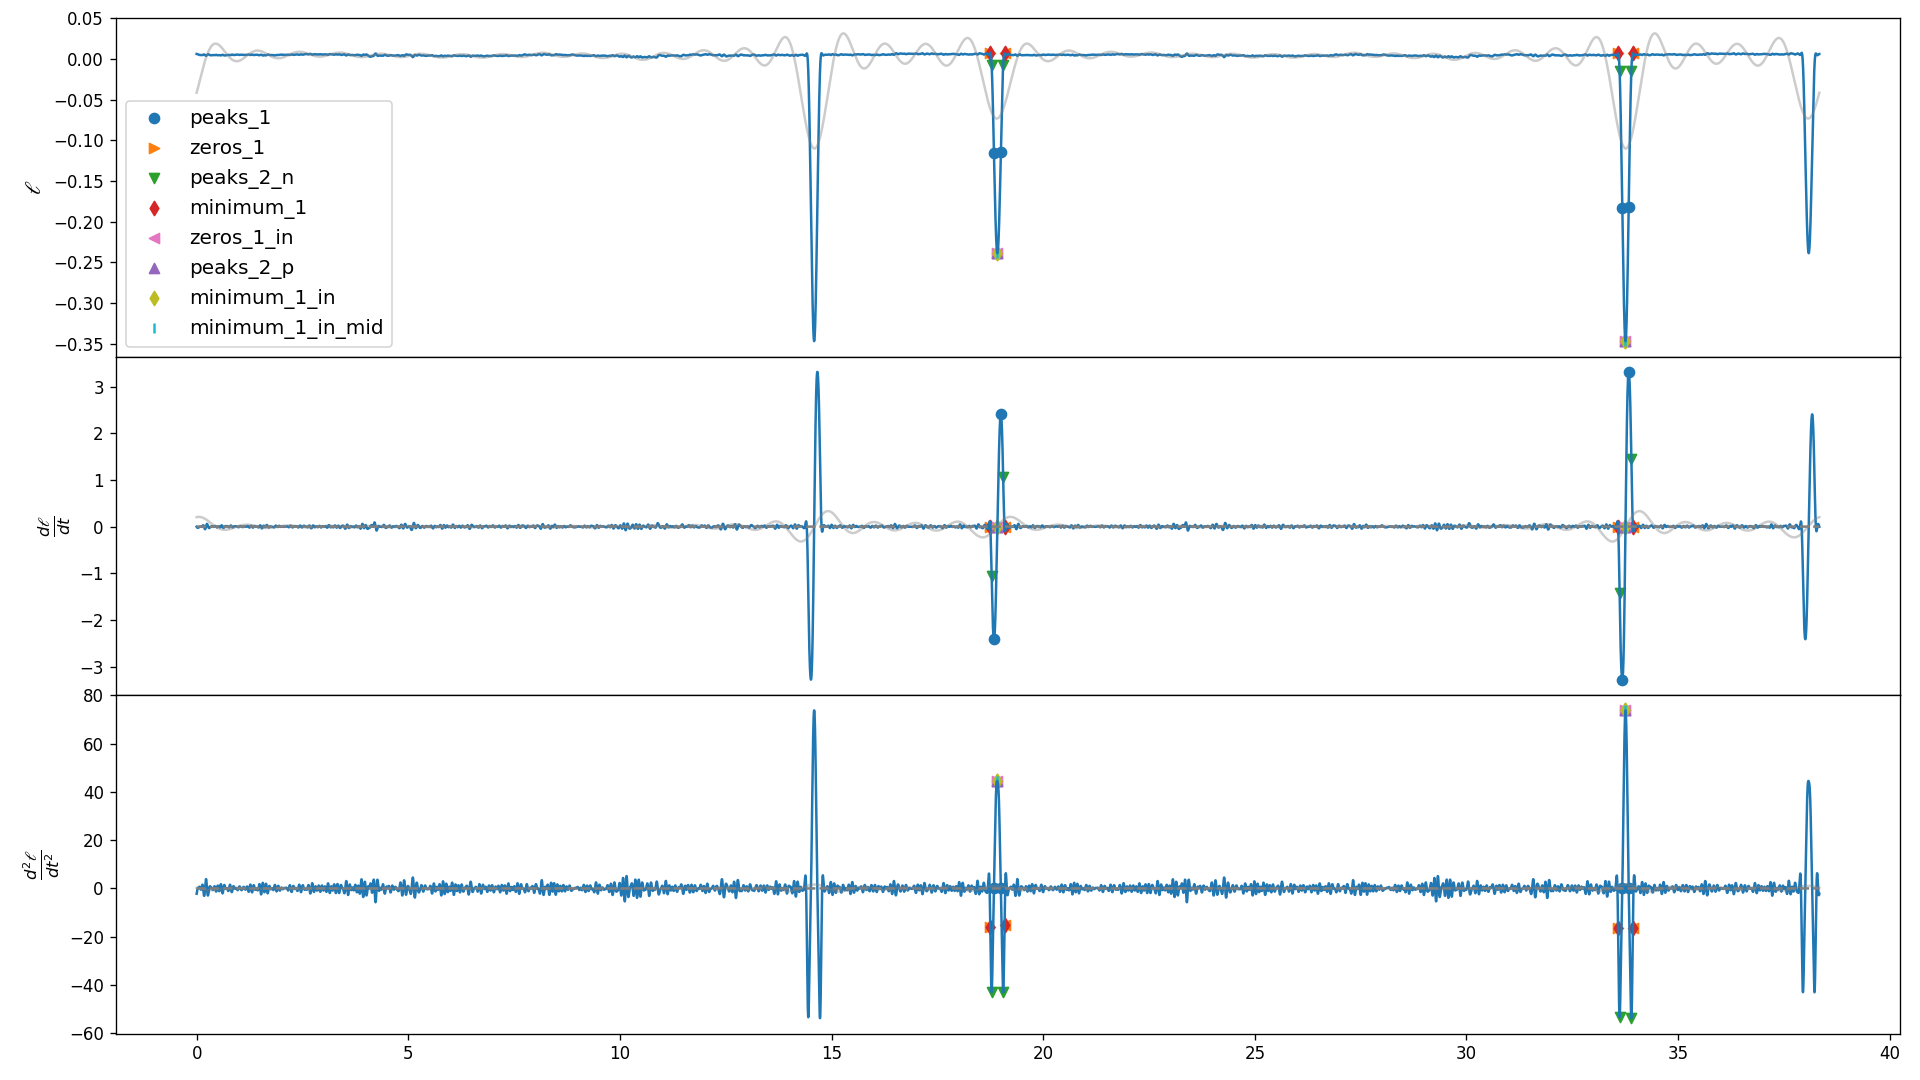 0.05
0.00
−0.05
−0.10
−0.15
−0.20
−0.25
−0.30
−0.35
ℓ
peaks_1
zeros_1
peaks_2_n
minimum_1
zeros_1_in
peaks_2_p
minimum_1_in
minimum_1_in_mid
3
2
1
0
−1
−2
−3
dℓ
dt
80
60
40
20
0
−20
−40
−60
d²ℓ
dt²
0 5 10 15 20 25 30 35 40